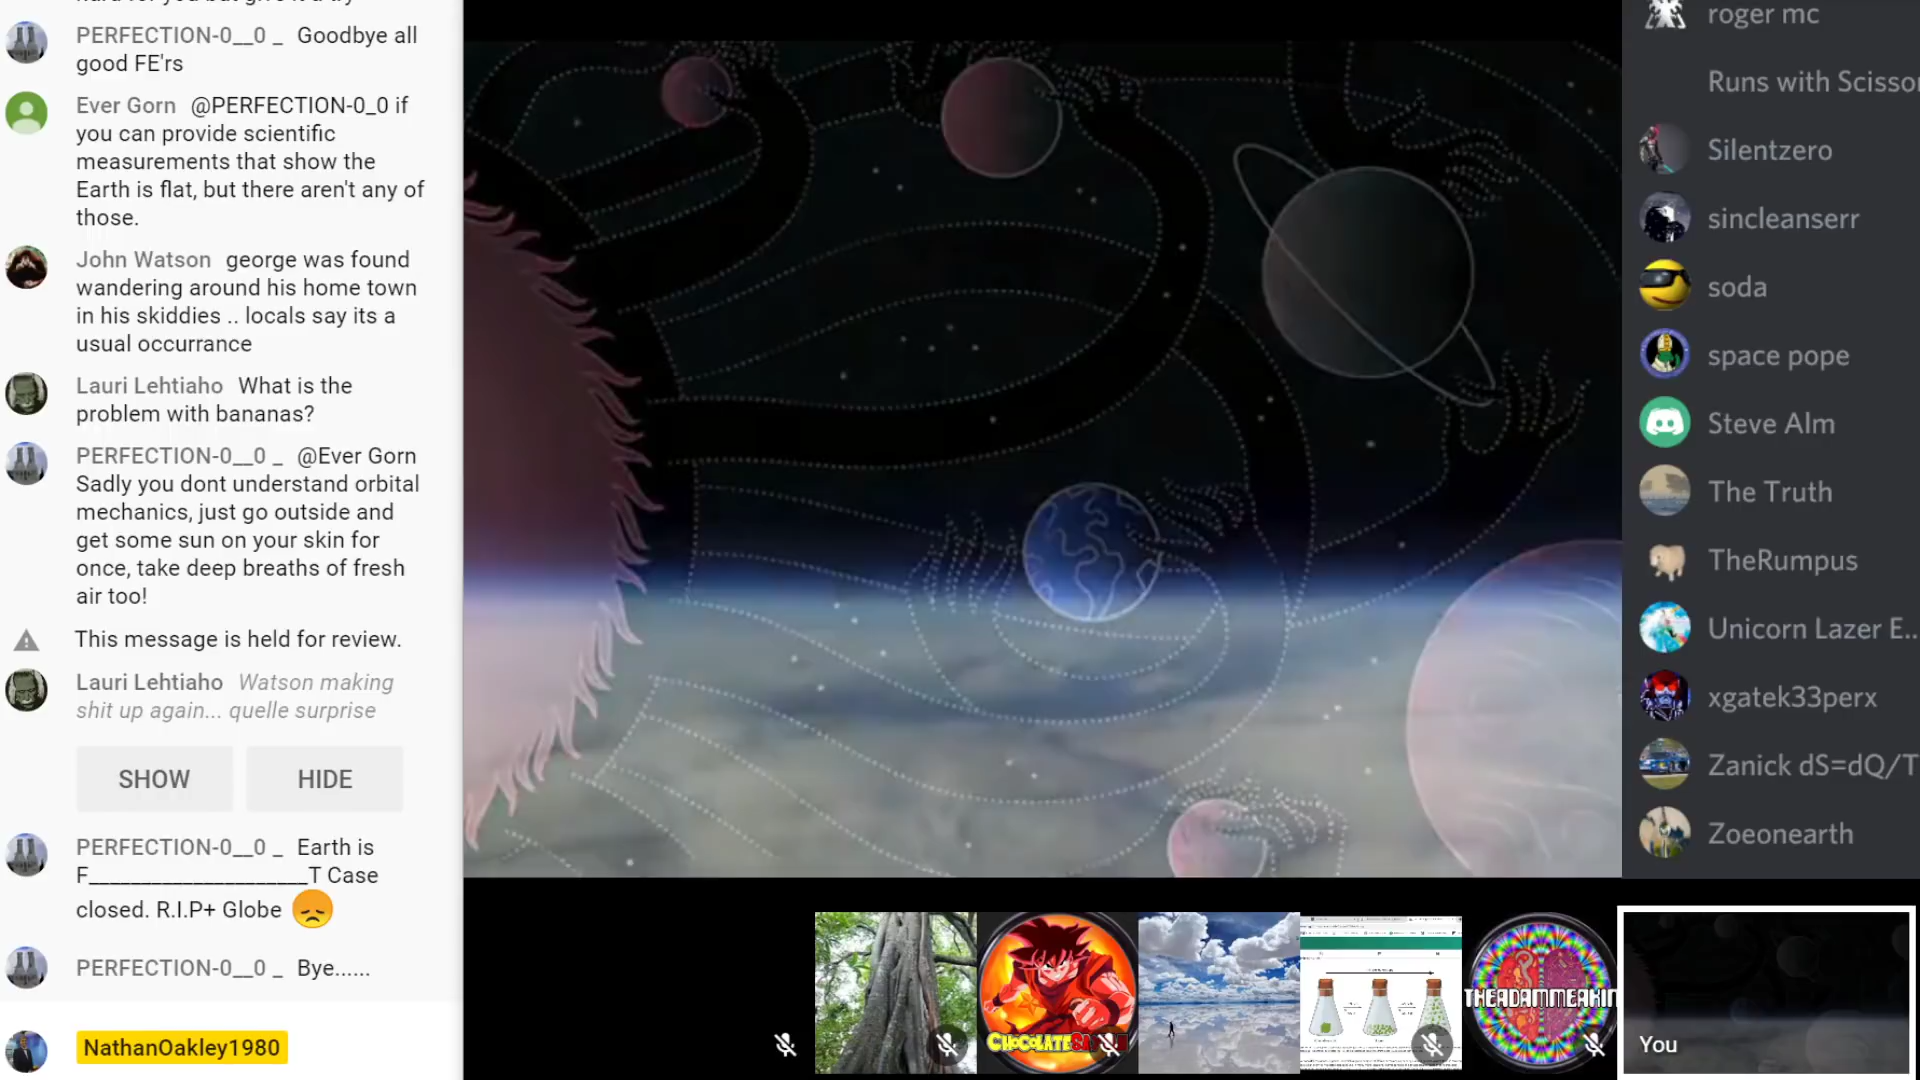 PERFECTION-0__0 _ Goodbye all
good FE'rs
Ever Gorn @PERFECTION-0_0 if
you can provide scientific
measurements that show the
Earth is flat, but there aren't any of
those.
John Watson george was found
wandering around his home town
in his skiddies .. locals say its a
usual occurrance
Lauri Lehtiaho What is the
problem with bananas?
PERFECTION-0__0 _ @Ever Gorn
Sadly you dont understand orbital
mechanics, just go outside and
get some sun on your skin for
once, take deep breaths of fresh
air too!
This message is held for review.
Lauri Lehtiaho Watson making
shit up again... quelle surprise
SHOW
HIDE
PERFECTION-0__0 _ Earth is
F____________________T Case
closed. R.I.P+ Globe
PERFECTION-0__0 _ Bye......
NathanOakley1980
roger mc
Runs with Scissor
Silentzero
sincleanserr
soda
space pope
Steve Alm
The Truth
TheRumpus
Unicorn Lazer E..
xgatek33perx
Zanick dS=dQ/T
Zoeonearth
THEADAMMEAKIN
You